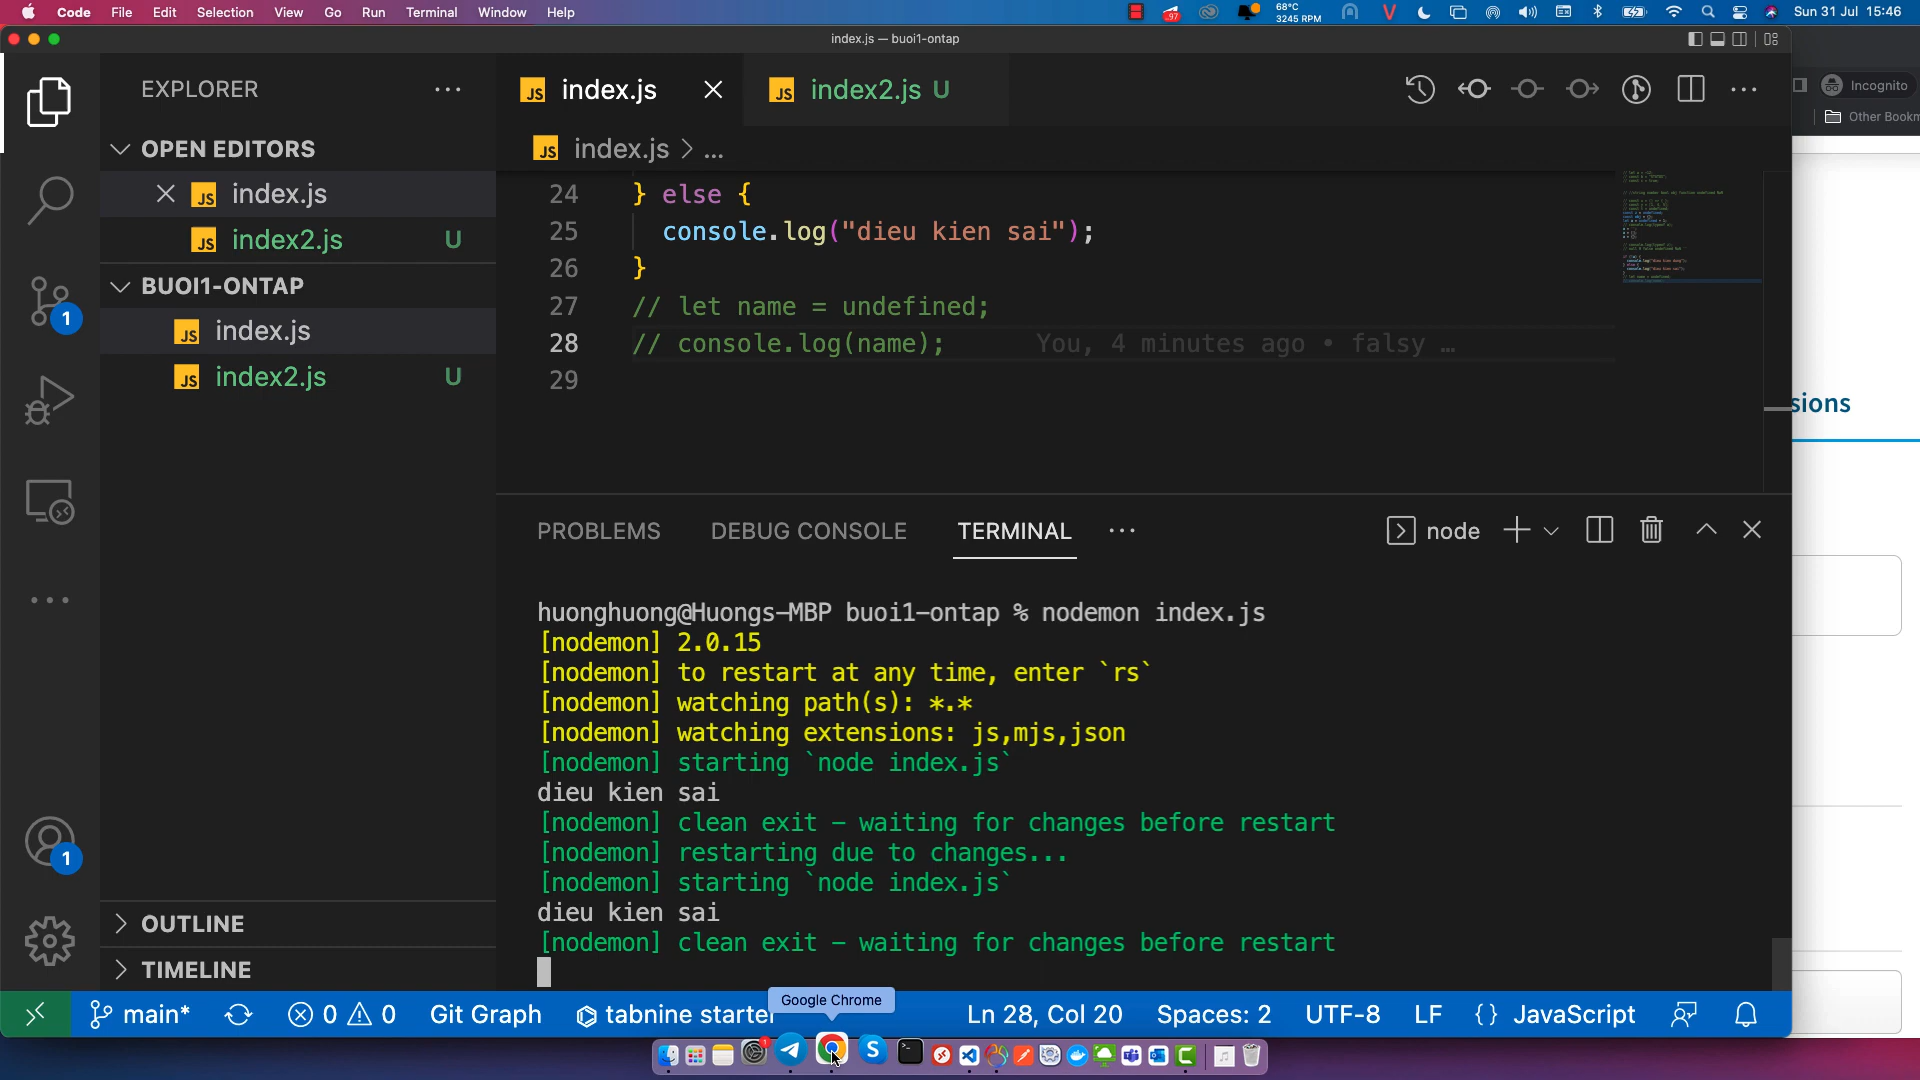 Code File Edit Selection View Go Run Terminal Window Help
.97
68°C
3245 RPM
Sun 31 Jul 15:46
index.js — buoi1-ontap
EXPLORER
OPEN EDITORS
index.js
index2.js U
BUOI1-ONTAP
index.js
index2.js U
OUTLINE
TIMELINE
1
1
index.js
index2.js U
index.js > ...
24 } else {
25 console.log("dieu kien sai");
26 }
27 // let name = undefined;
28 // console.log(name); You, 4 minutes ago • falsy …
29
PROBLEMS DEBUG CONSOLE TERMINAL
node
huonghuong@Huongs-MBP buoi1-ontap % nodemon index.js
[nodemon] 2.0.15
[nodemon] to restart at any time, enter `rs`
[nodemon] watching path(s): *.*
[nodemon] watching extensions: js,mjs,json
[nodemon] starting `node index.js`
dieu kien sai
[nodemon] clean exit - waiting for changes before restart
[nodemon] restarting due to changes...
[nodemon] starting `node index.js`
dieu kien sai
[nodemon] clean exit - waiting for changes before restart
main* 0 0 Git Graph tabnine starter
Ln 28, Col 20 Spaces: 2 UTF-8 LF {} JavaScript
Google Chrome
Incognito
Other Bookm
sions